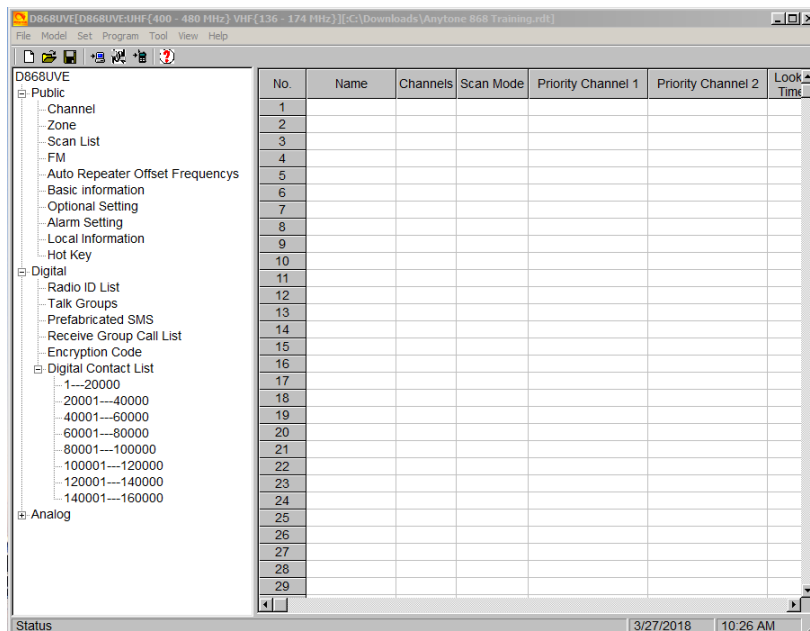 D868UVE[D868UVE:UHF{400 - 480 MHz} VHF{136 - 174 MHz}][:C:\Downloads\Anytone 868 Training.rdt]
File Model Set Program Tool View Help
D868UVE
Public
Channel
Zone
Scan List
FM
Auto Repeater Offset Frequencys
Basic information
Optional Setting
Alarm Setting
Local Information
Hot Key
Digital
Radio ID List
Talk Groups
Prefabricated SMS
Receive Group Call List
Encryption Code
Digital Contact List
1---20000
20001---40000
40001---60000
60001---80000
80001---100000
100001---120000
120001---140000
140001---160000
Analog
No. Name Channels Scan Mode Priority Channel 1 Priority Channel 2 Look
Time
1
2
3
4
5
6
7
8
9
10
11
12
13
14
15
16
17
18
19
20
21
22
23
24
25
26
27
28
29
Status 3/27/2018 10:26 AM